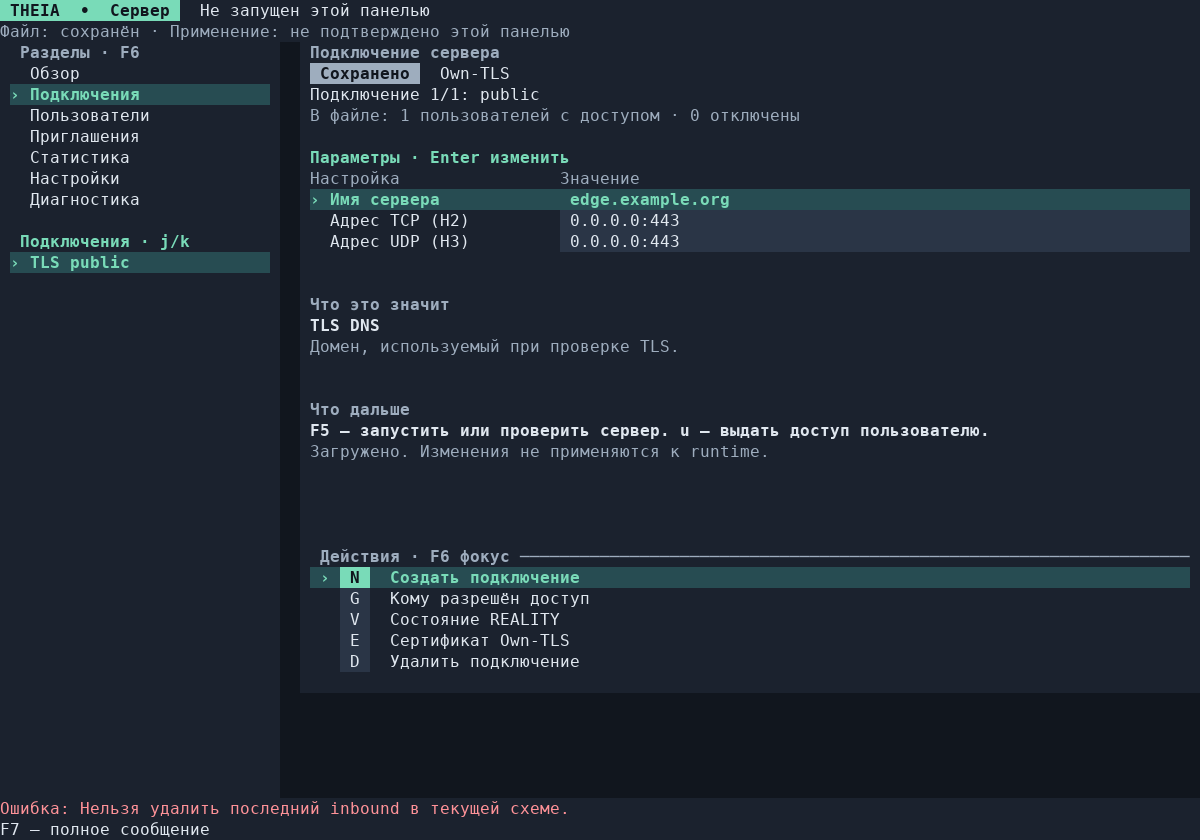 THEIA • Сервер Не запущен этой панелью
Файл: сохранён · Применение: не подтверждено этой панелью
Разделы · F6
Обзор
› Подключения
Пользователи
Приглашения
Статистика
Настройки
Диагностика
Подключения · j/k
› TLS public
Подключение сервера
Сохранено Own-TLS
Подключение 1/1: public
В файле: 1 пользователей с доступом · 0 отключены
Параметры · Enter изменить
Настройка Значение
› Имя сервера edge.example.org
Адрес TCP (H2) 0.0.0.0:443
Адрес UDP (H3) 0.0.0.0:443
Что это значит
TLS DNS
Домен, используемый при проверке TLS.
Что дальше
F5 — запустить или проверить сервер. u — выдать доступ пользователю.
Загружено. Изменения не применяются к runtime.
Действия · F6 фокус
› N Создать подключение
G Кому разрешён доступ
V Состояние REALITY
E Сертификат Own-TLS
D Удалить подключение
Ошибка: Нельзя удалить последний inbound в текущей схеме.
F7 — полное сообщение